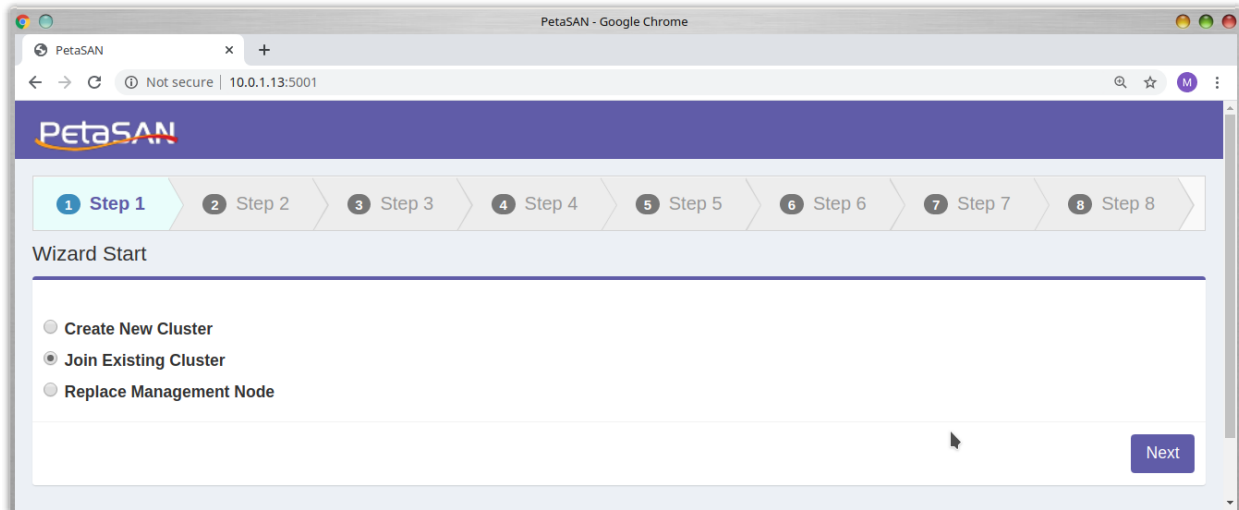 PetaSAN - Google Chrome
PetaSAN × +
Not secure | 10.0.1.13:5001 M
PetaSAN
1 Step 1 2 Step 2 3 Step 3 4 Step 4 5 Step 5 6 Step 6 7 Step 7 8 Step 8
Wizard Start
Create New Cluster
Join Existing Cluster
Replace Management Node
Next